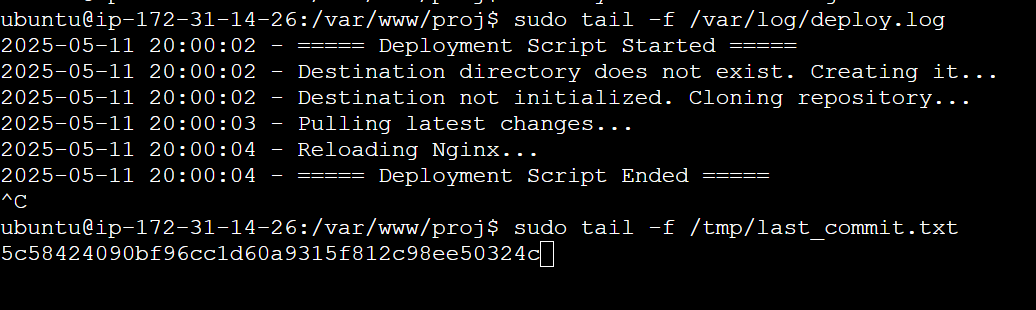 ubuntu@ip-172-31-14-26:/var/www/proj$ sudo tail -f /var/log/deploy.log
2025-05-11 20:00:02 - ===== Deployment Script Started =====
2025-05-11 20:00:02 - Destination directory does not exist. Creating it...
2025-05-11 20:00:02 - Destination not initialized. Cloning repository...
2025-05-11 20:00:03 - Pulling latest changes...
2025-05-11 20:00:04 - Reloading Nginx...
2025-05-11 20:00:04 - ===== Deployment Script Ended =====
^C
ubuntu@ip-172-31-14-26:/var/www/proj$ sudo tail -f /tmp/last_commit.txt
5c58424090bf96cc1d60a9315f812c98ee50324c